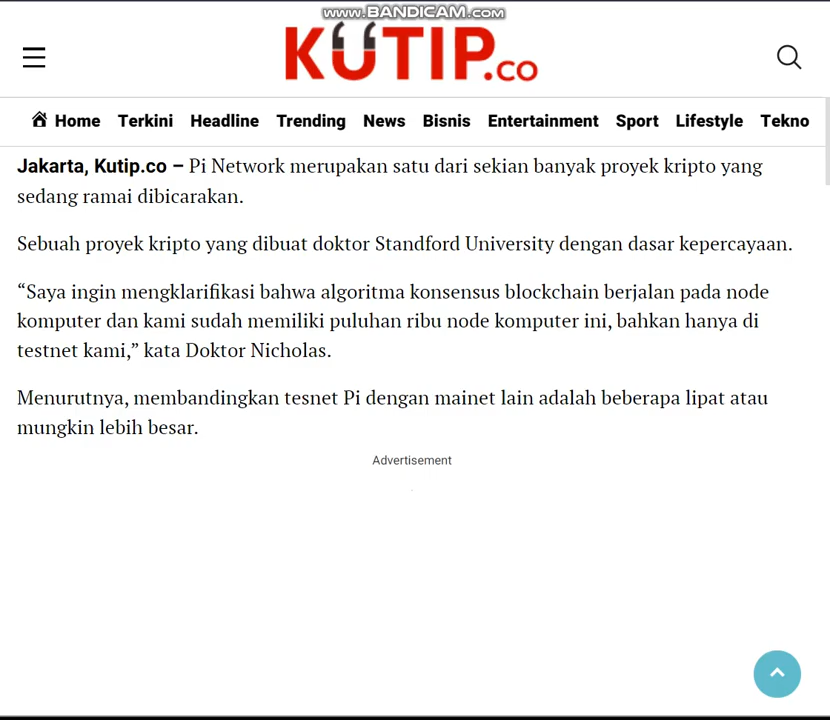 www.BANDICAM.com
KUTIP.co
Home Terkini Headline Trending News Bisnis Entertainment Sport Lifestyle Tekno
Jakarta, Kutip.co – Pi Network merupakan satu dari sekian banyak proyek kripto yang
sedang ramai dibicarakan.
Sebuah proyek kripto yang dibuat doktor Standford University dengan dasar kepercayaan.
“Saya ingin mengklarifikasi bahwa algoritma konsensus blockchain berjalan pada node
komputer dan kami sudah memiliki puluhan ribu node komputer ini, bahkan hanya di
testnet kami,” kata Doktor Nicholas.
Menurutnya, membandingkan tesnet Pi dengan mainet lain adalah beberapa lipat atau
mungkin lebih besar.
Advertisement